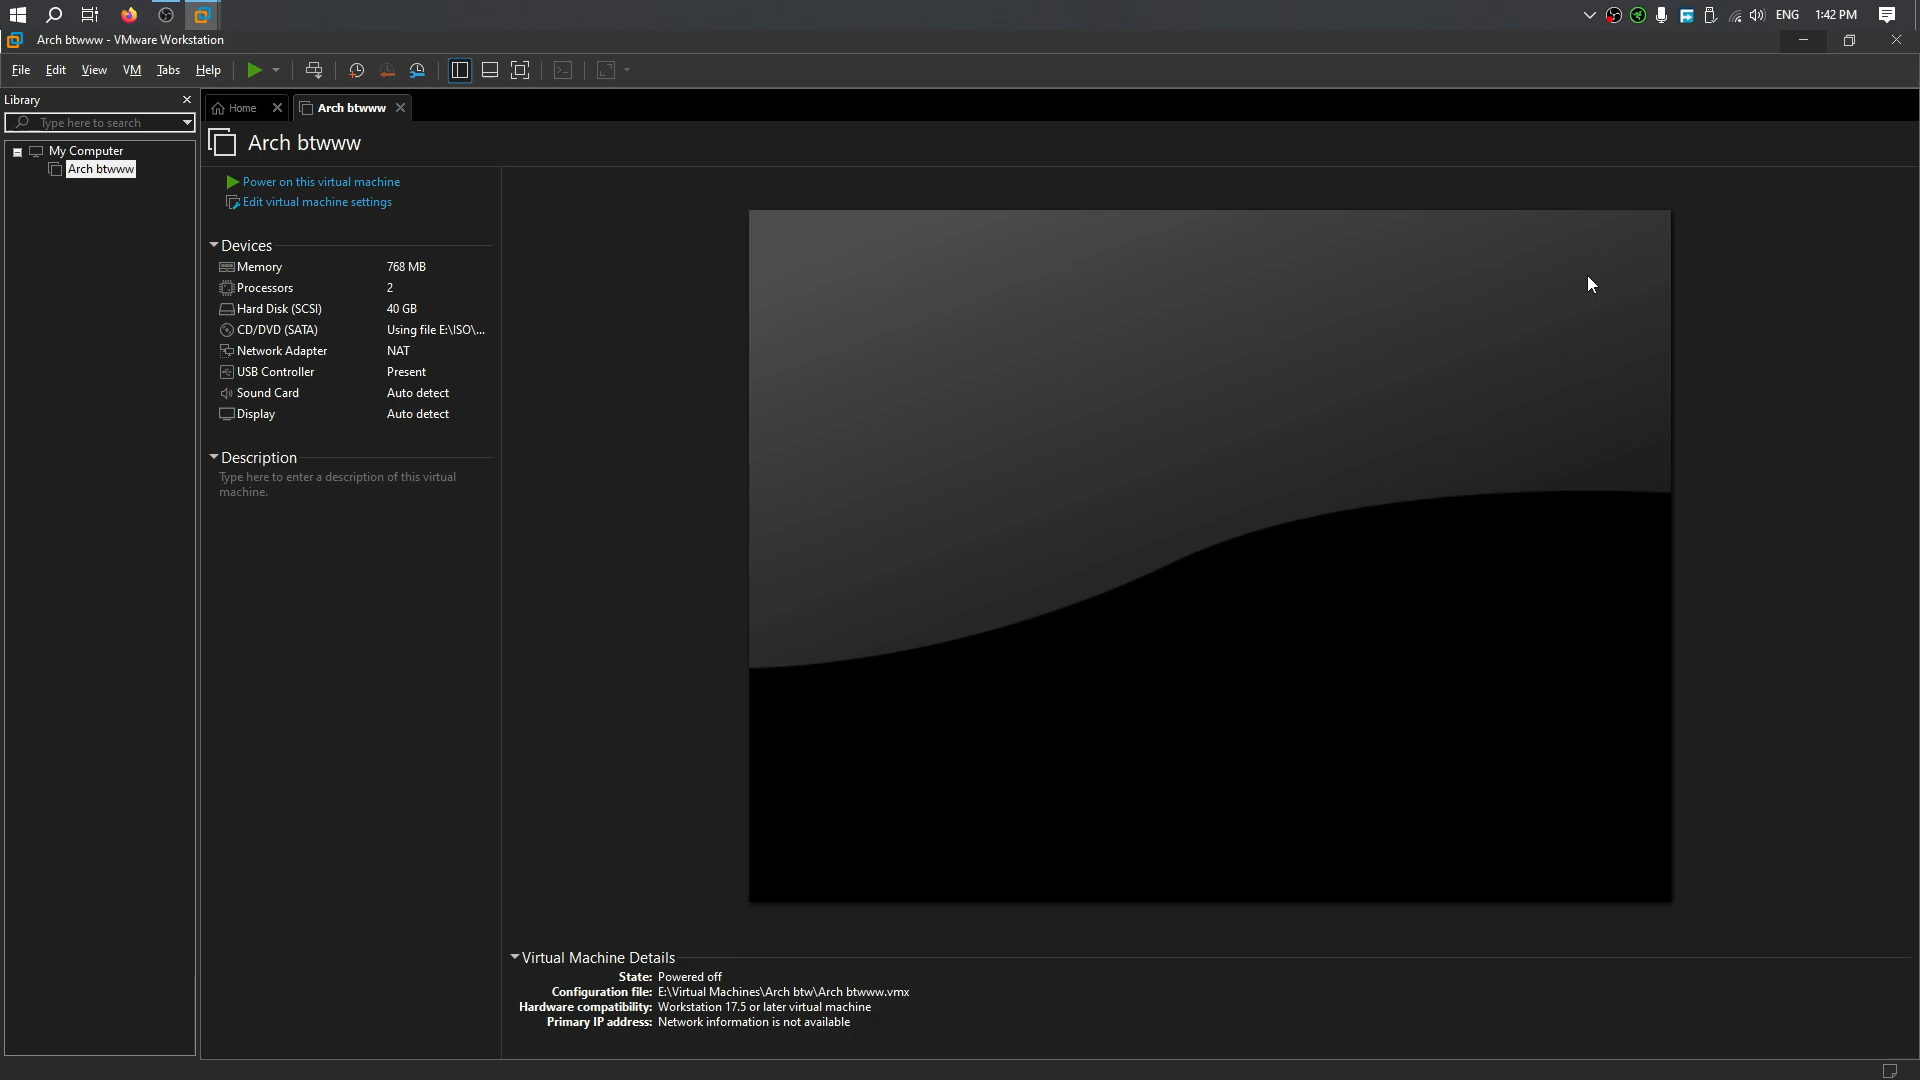 ENG 1:42 PM
Arch btwww - VMware Workstation
File Edit View VM Tabs Help
Library
Type here to search
My Computer
Arch btwww
Home
Arch btwww
Arch btwww
Power on this virtual machine
Edit virtual machine settings
Devices
Memory 768 MB
Processors 2
Hard Disk (SCSI) 40 GB
CD/DVD (SATA) Using file E:\ISO\...
Network Adapter NAT
USB Controller Present
Sound Card Auto detect
Display Auto detect
Description
Type here to enter a description of this virtual
machine.
Virtual Machine Details
State: Powered off
Configuration file: E:\Virtual Machines\Arch btw\Arch btwww.vmx
Hardware compatibility: Workstation 17.5 or later virtual machine
Primary IP address: Network information is not available